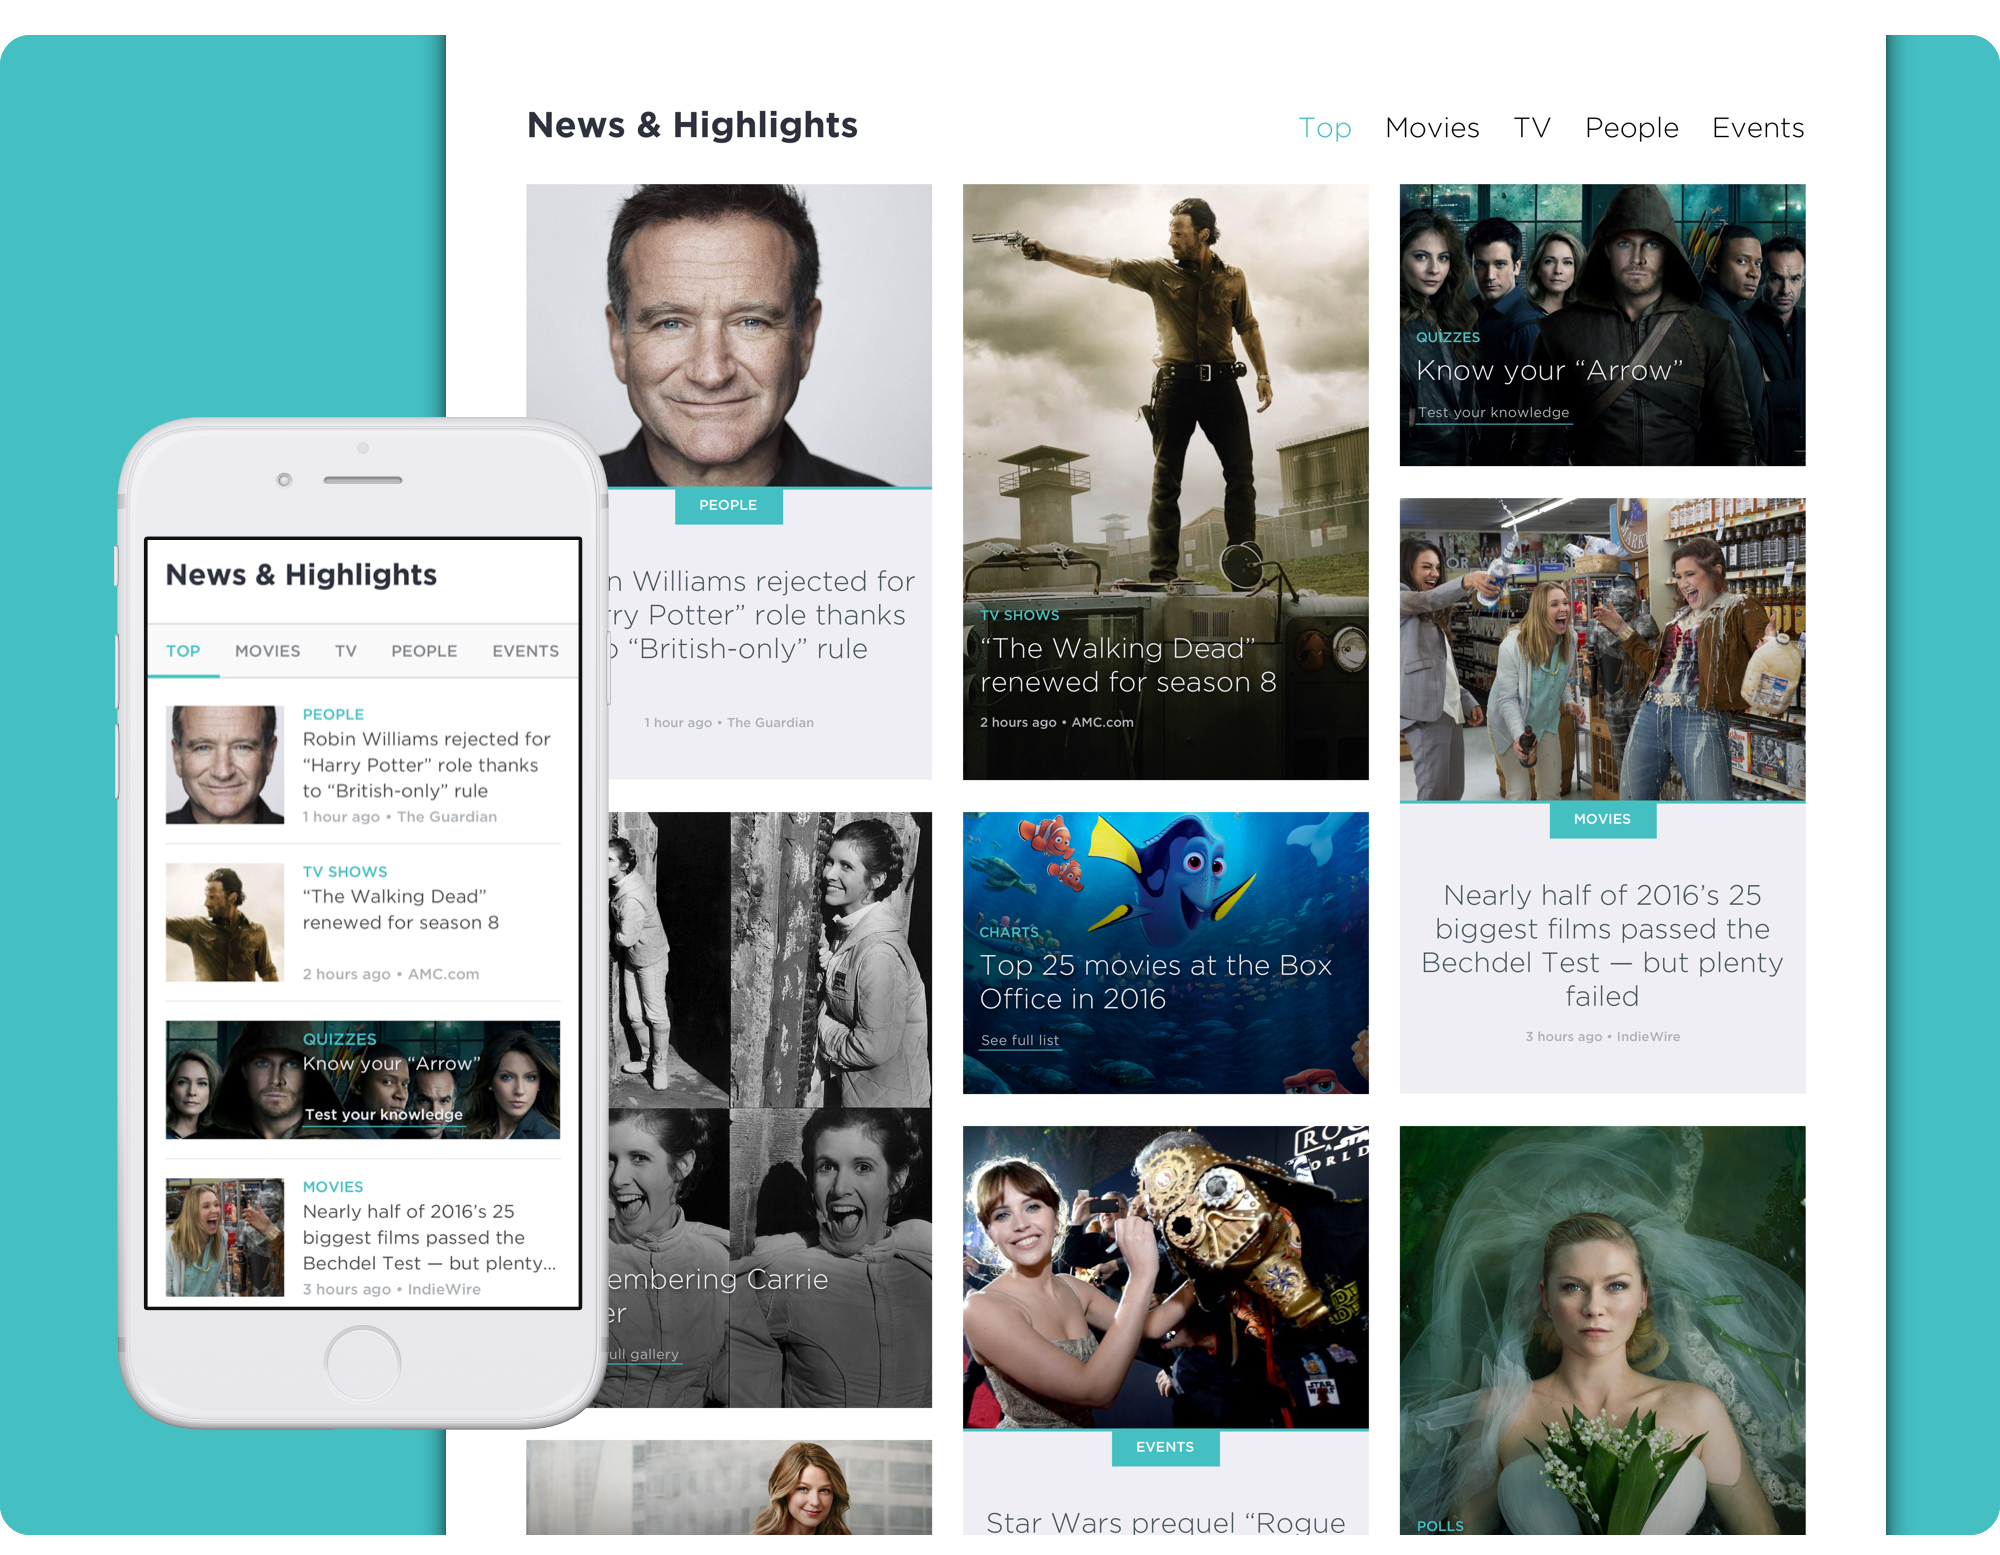 News & Highlights
Top Movies TV People Events
PEOPLE
Williams rejected for
Potter” role thanks
“British-only” rule
1 hour ago • The Guardian
TV SHOWS
“The Walking Dead”
renewed for season 8
2 hours ago • AMC.com
QUIZZES
Know your “Arrow”
Test your knowledge
MOVIES
Nearly half of 2016’s 25
biggest films passed the
Bechdel Test — but plenty
failed
3 hours ago • IndieWire
CHARTS
Top 25 movies at the Box
Office in 2016
See full list
Carrie
gallery
EVENTS
Star Wars prequel “Rogue
POLLS
STAR
WARS
News & Highlights
TOP MOVIES TV PEOPLE EVENTS
PEOPLE
Robin Williams rejected for
“Harry Potter” role thanks
to “British-only” rule
1 hour ago • The Guardian
TV SHOWS
“The Walking Dead”
renewed for season 8
2 hours ago • AMC.com
QUIZZES
Know your “Arrow”
Test your knowledge
MOVIES
Nearly half of 2016’s 25
biggest films passed the
Bechdel Test — but plenty...
3 hours ago • IndieWire